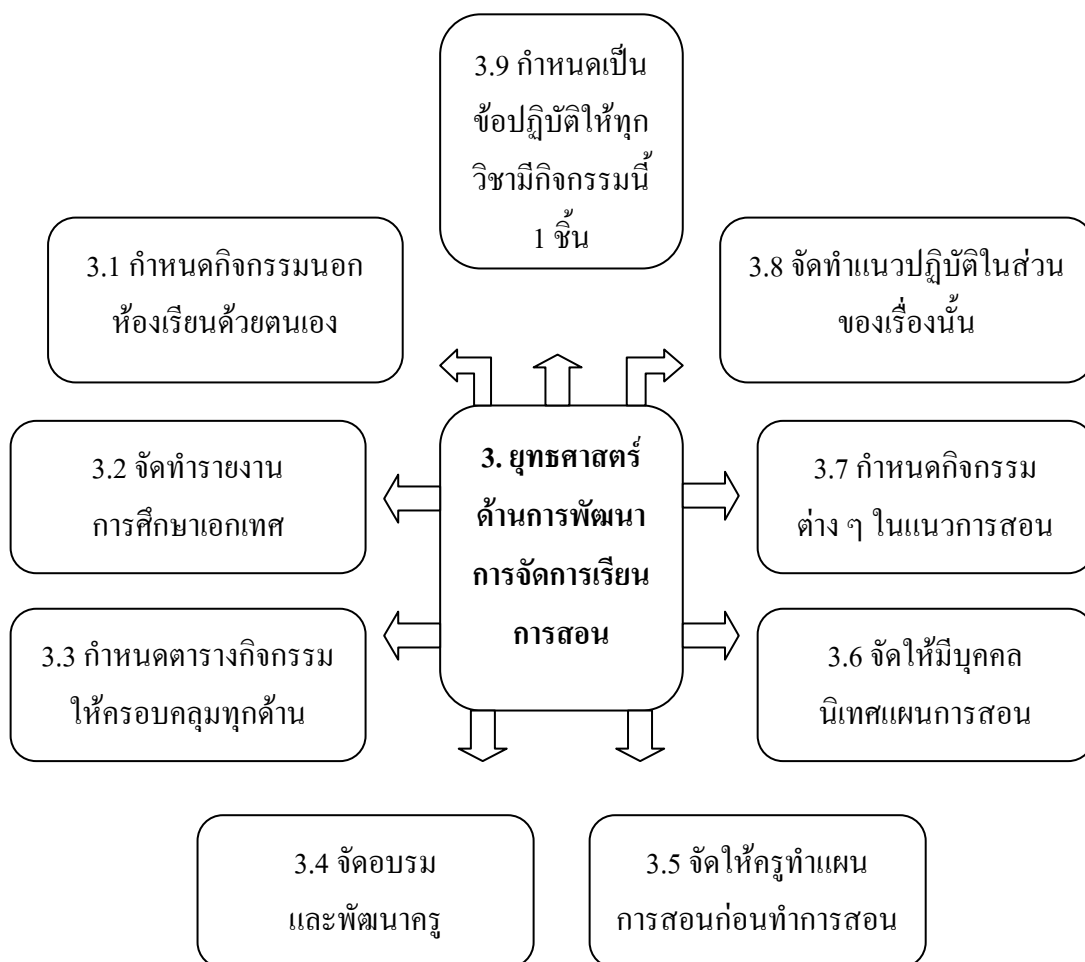 3.9 กำหนดเป็น
ข้อปฏิบัติให้ทุก
วิชามีกิจกรรมนี้
1 ชิ้น
3.1 กำหนดกิจกรรมนอก
ห้องเรียนด้วยตนเอง
3.8 จัดทำแนวปฏิบัติในส่วน
ของเรื่องนั้น
3. ยุทธศาสตร์
ด้านการพัฒนา
การจัดการเรียน
การสอน
3.2 จัดทำรายงาน
การศึกษาเอกเทศ
3.7 กำหนดกิจกรรม
ต่าง ๆ ในแนวการสอน
3.3 กำหนดตารางกิจกรรม
ให้ครอบคลุมทุกด้าน
3.6 จัดให้มีบุคคล
นิเทศแผนการสอน
3.4 จัดอบรม
และพัฒนาครู
3.5 จัดให้ครูทำแผน
การสอนก่อนทำการสอน